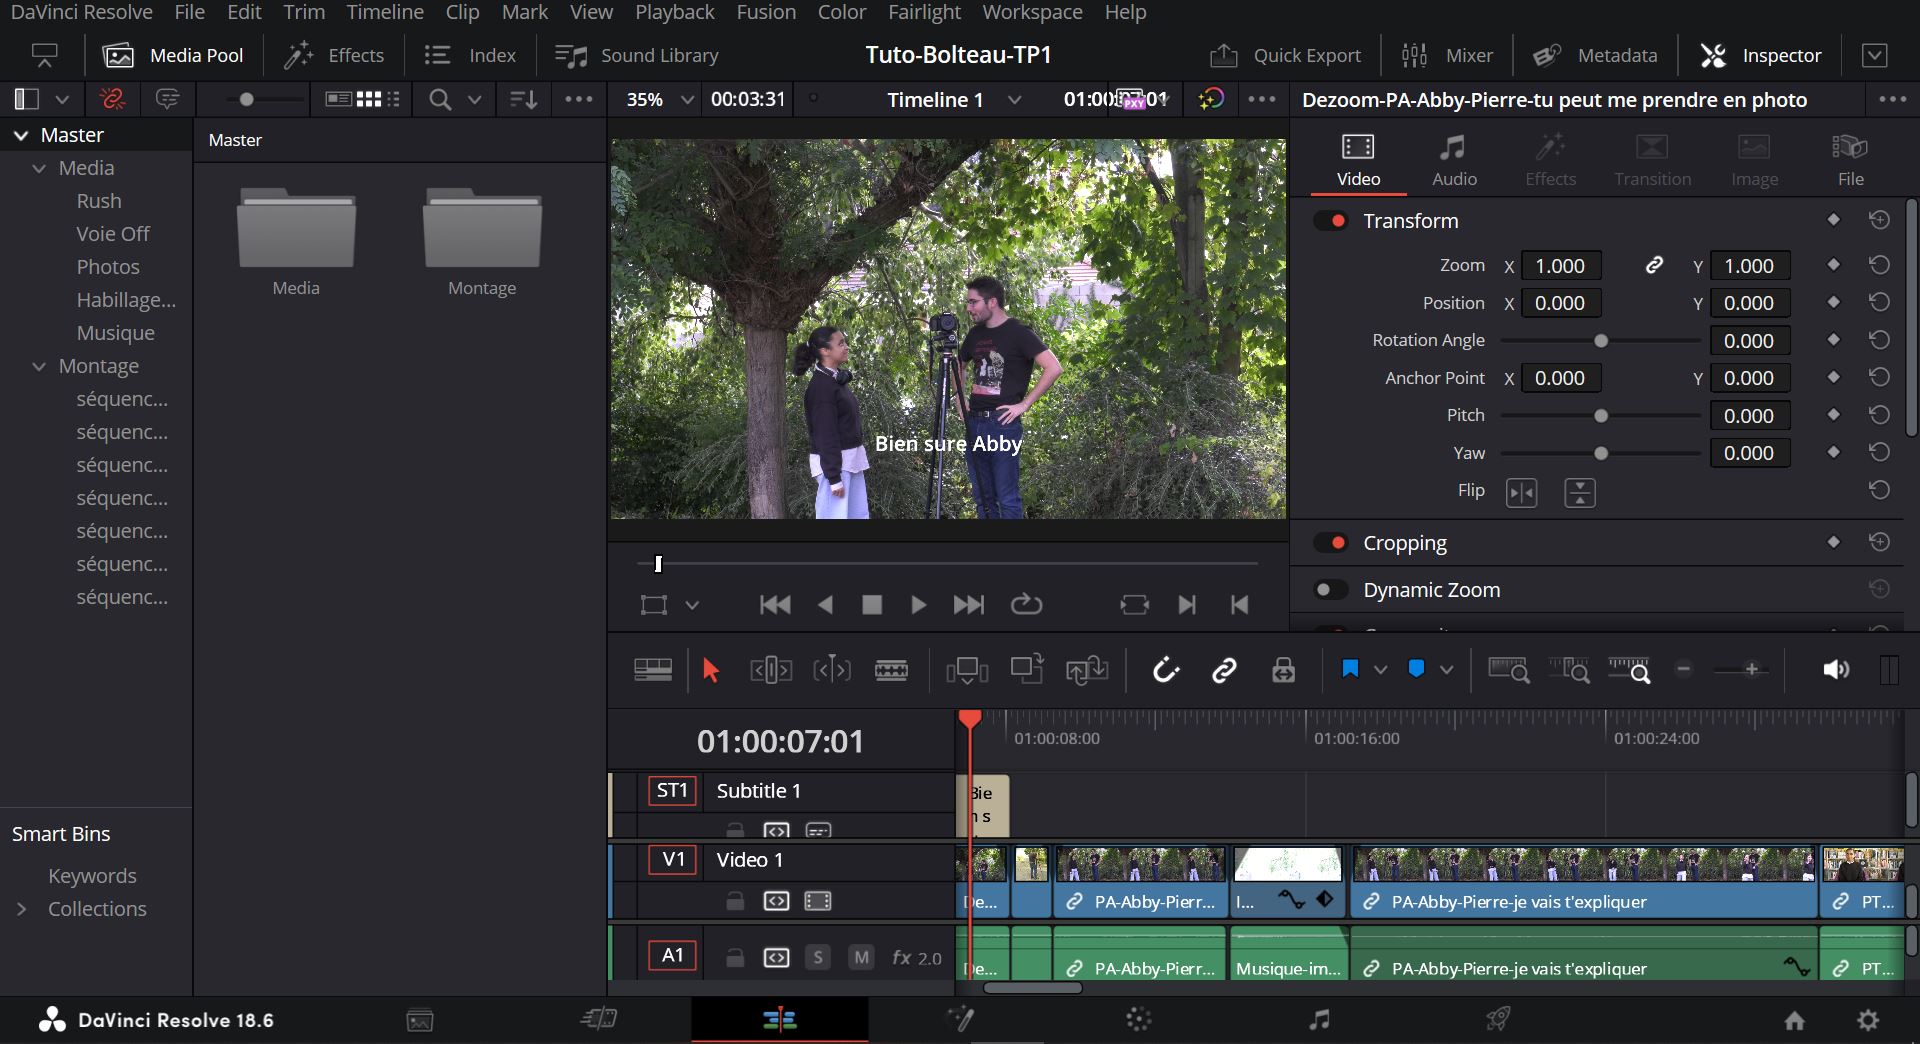 DaVinci Resolve File Edit Trim Timeline Clip Mark View Playback Fusion Color Fairlight Workspace Help
Media Pool Effects Index Sound Library Tuto-Bolteau-TP1 Quick Export Mixer Metadata Inspector
35% 00:03:31 Timeline 1 PXY Dezoom-PA-Abby-Pierre-tu peut me prendre en photo
Master
Media
Rush
Voie Off
Photos
Habillage...
Musique
Montage
séquenc...
séquenc...
séquenc...
séquenc...
séquenc...
séquenc...
séquenc...
Smart Bins
Keywords
Collections
Master
Media Montage
Bien sure Abby
Video Audio Effects Transition Image File
Transform
Zoom X 1.000 Y 1.000
Position X 0.000 Y 0.000
Rotation Angle 0.000
Anchor Point X 0.000 Y 0.000
Pitch 0.000
Yaw 0.000
Flip
Cropping
Dynamic Zoom
01:00:07:01 01:00:08:00 01:00:16:00 01:00:24:00
ST1 Subtitle 1
V1 Video 1
De... PA-Abby-Pierr... I... PA-Abby-Pierre-je vais t'expliquer PT...
A1 S M fx 2.0 De... PA-Abby-Pierr... Musique-im... PA-Abby-Pierre-je vais t'expliquer PT...
DaVinci Resolve 18.6